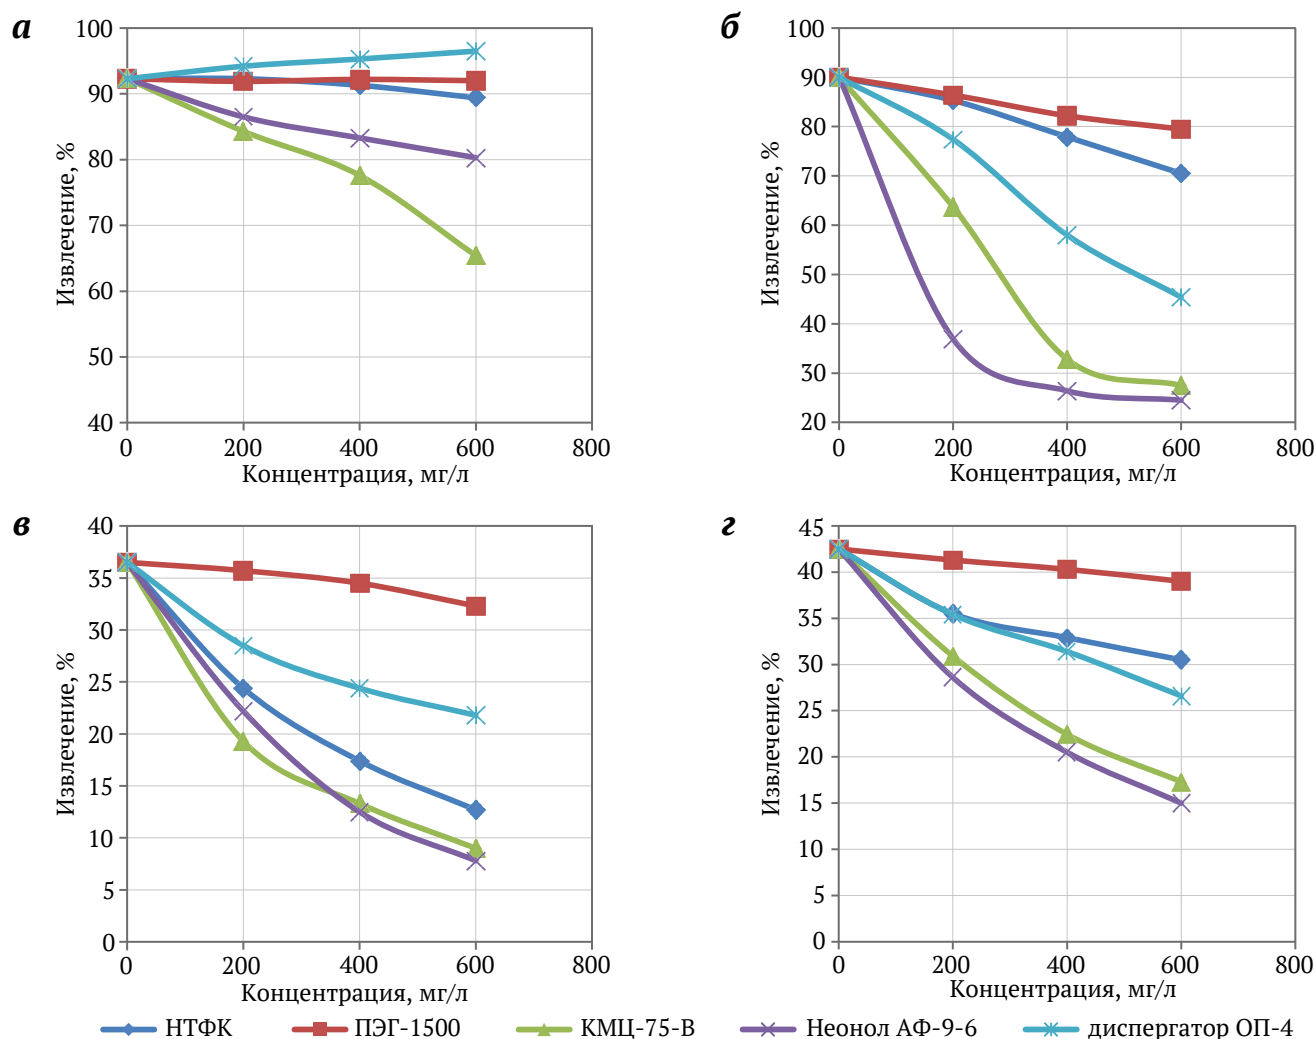 а
100
90
80
70
60
50
40
0 200 400 600 800
Извлечение, %
Концентрация, мг/л
б
100
90
80
70
60
50
40
30
20
0 200 400 600 800
Извлечение, %
Концентрация, мг/л
в
40
35
30
25
20
15
10
5
0
0 200 400 600 800
Извлечение, %
Концентрация, мг/л
г
45
40
35
30
25
20
15
10
5
0
0 200 400 600 800
Извлечение, %
Концентрация, мг/л
НТФК ПЭГ-1500 КМЦ-75-В Неонол АФ-9-6 диспергатор ОП-4